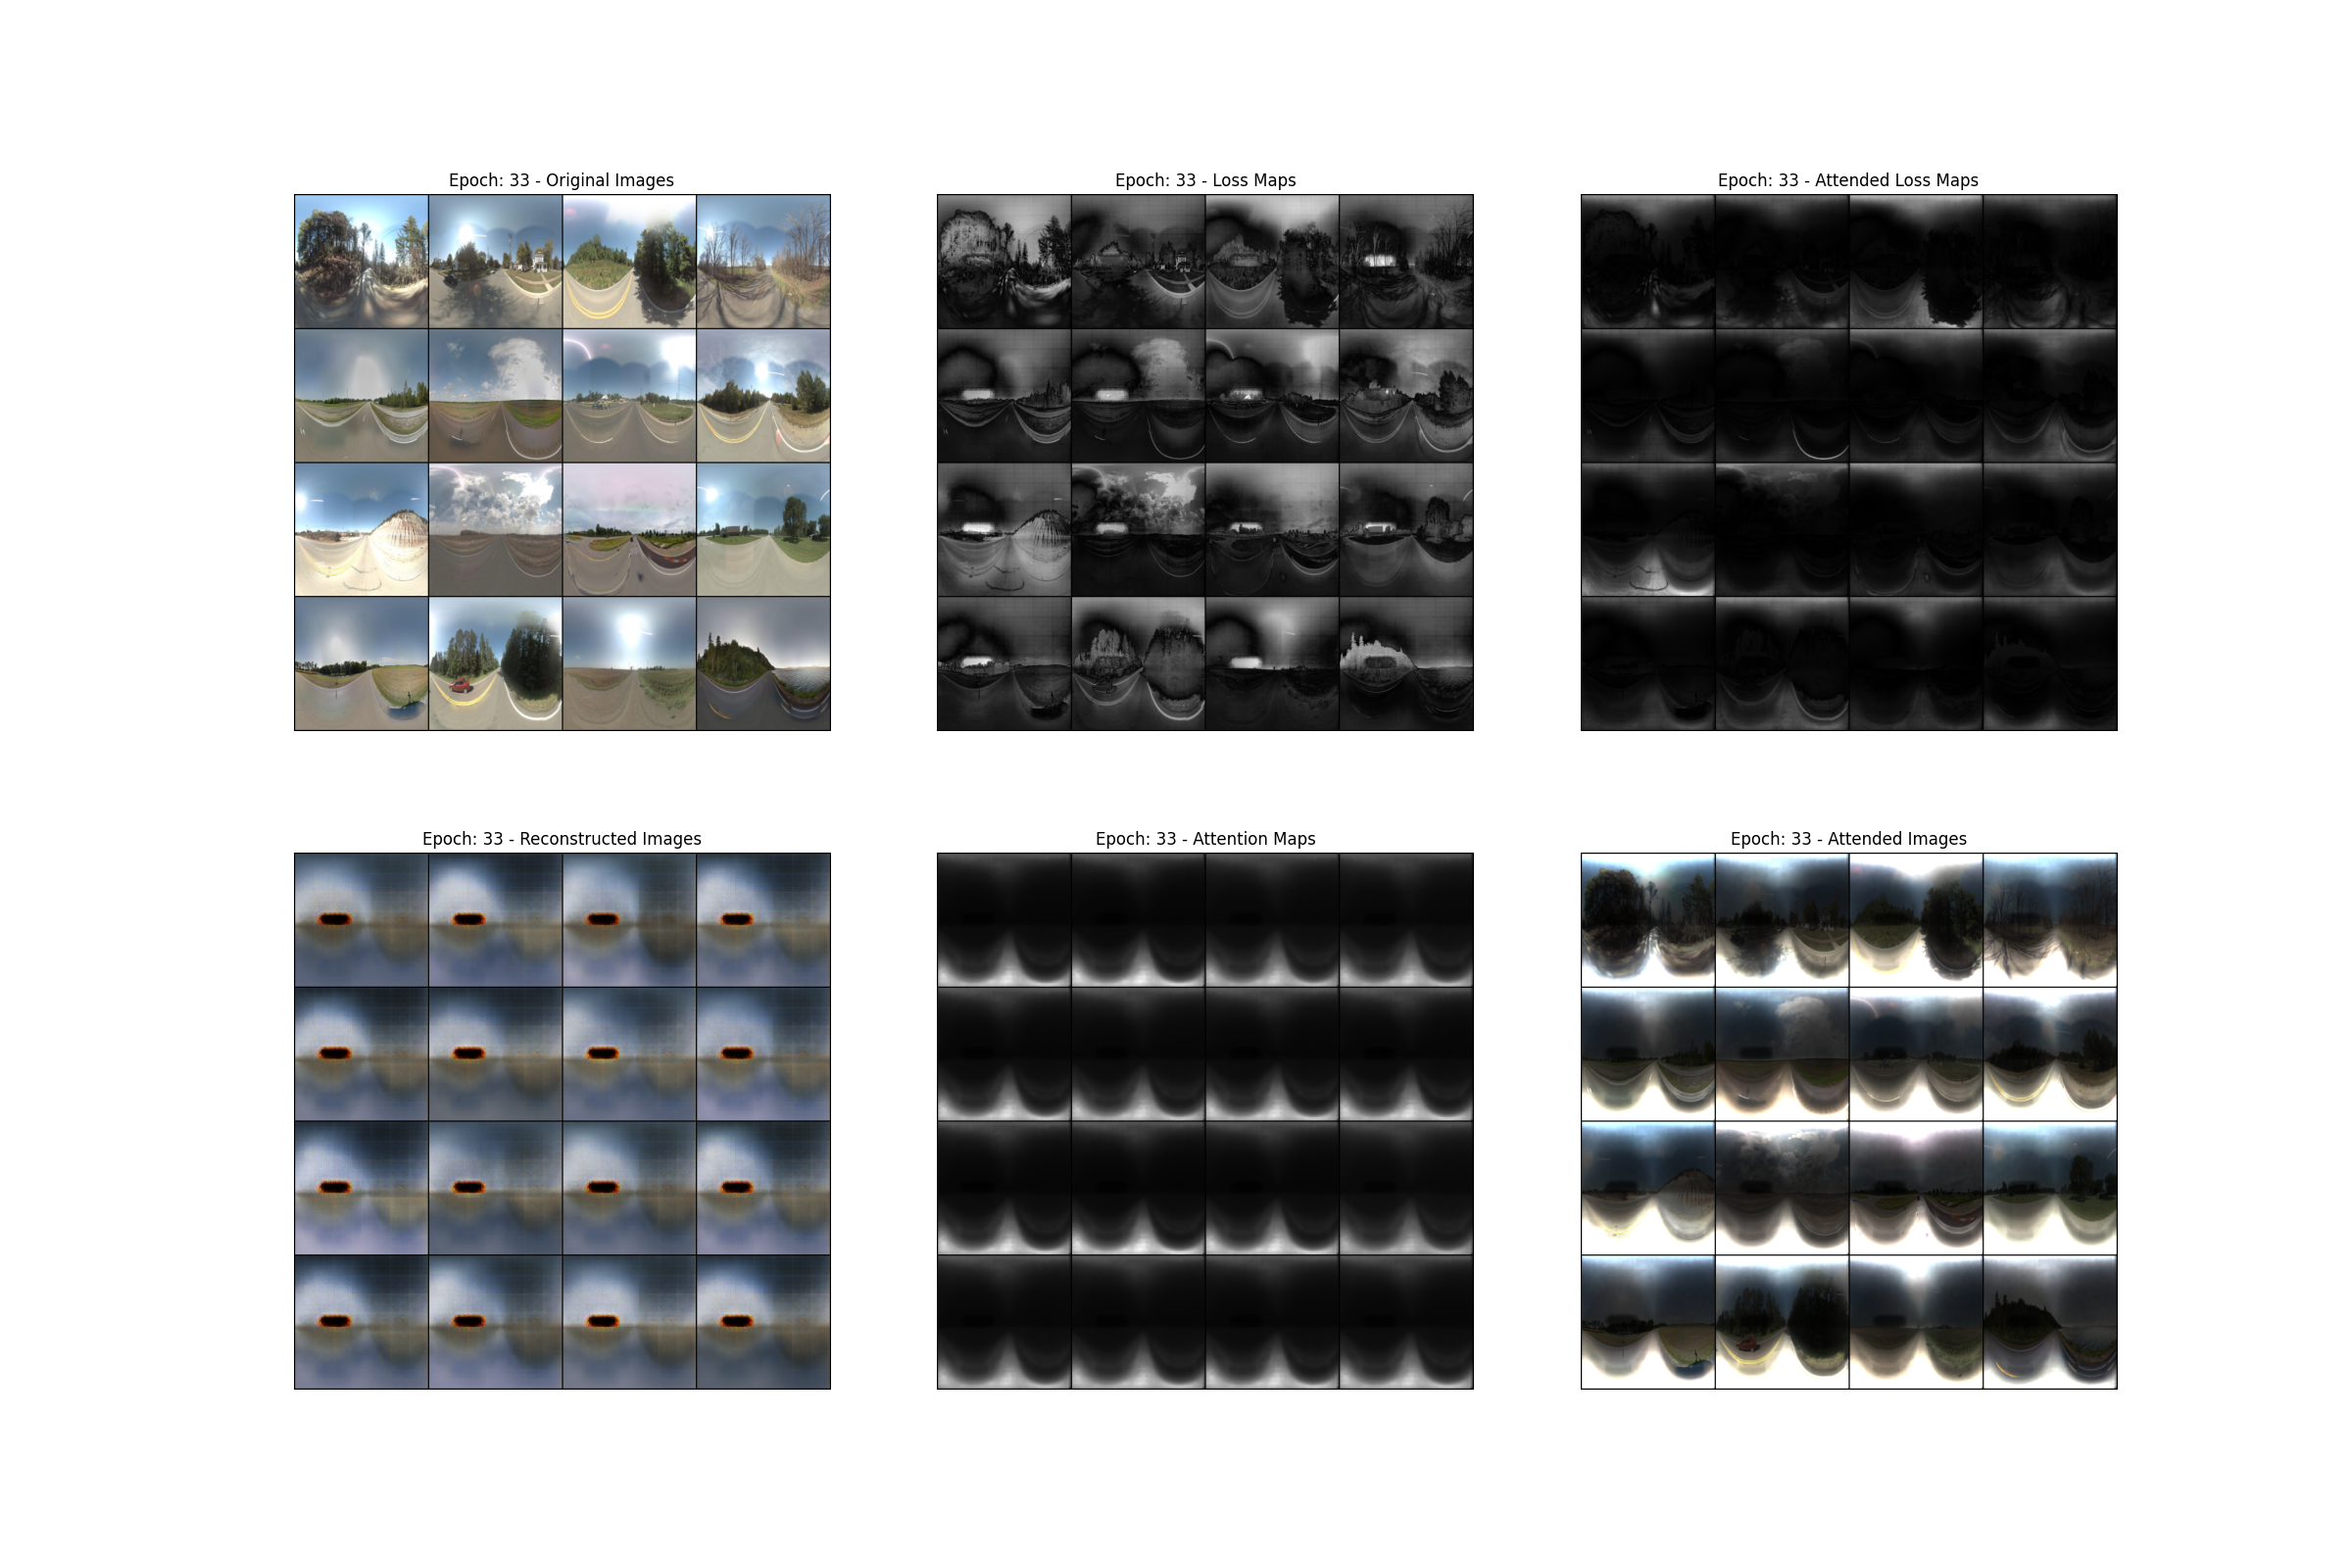 Epoch: 33 - Original Images
Epoch: 33 - Loss Maps
Epoch: 33 - Attended Loss Maps
Epoch: 33 - Reconstructed Images
Epoch: 33 - Attention Maps
Epoch: 33 - Attended Images